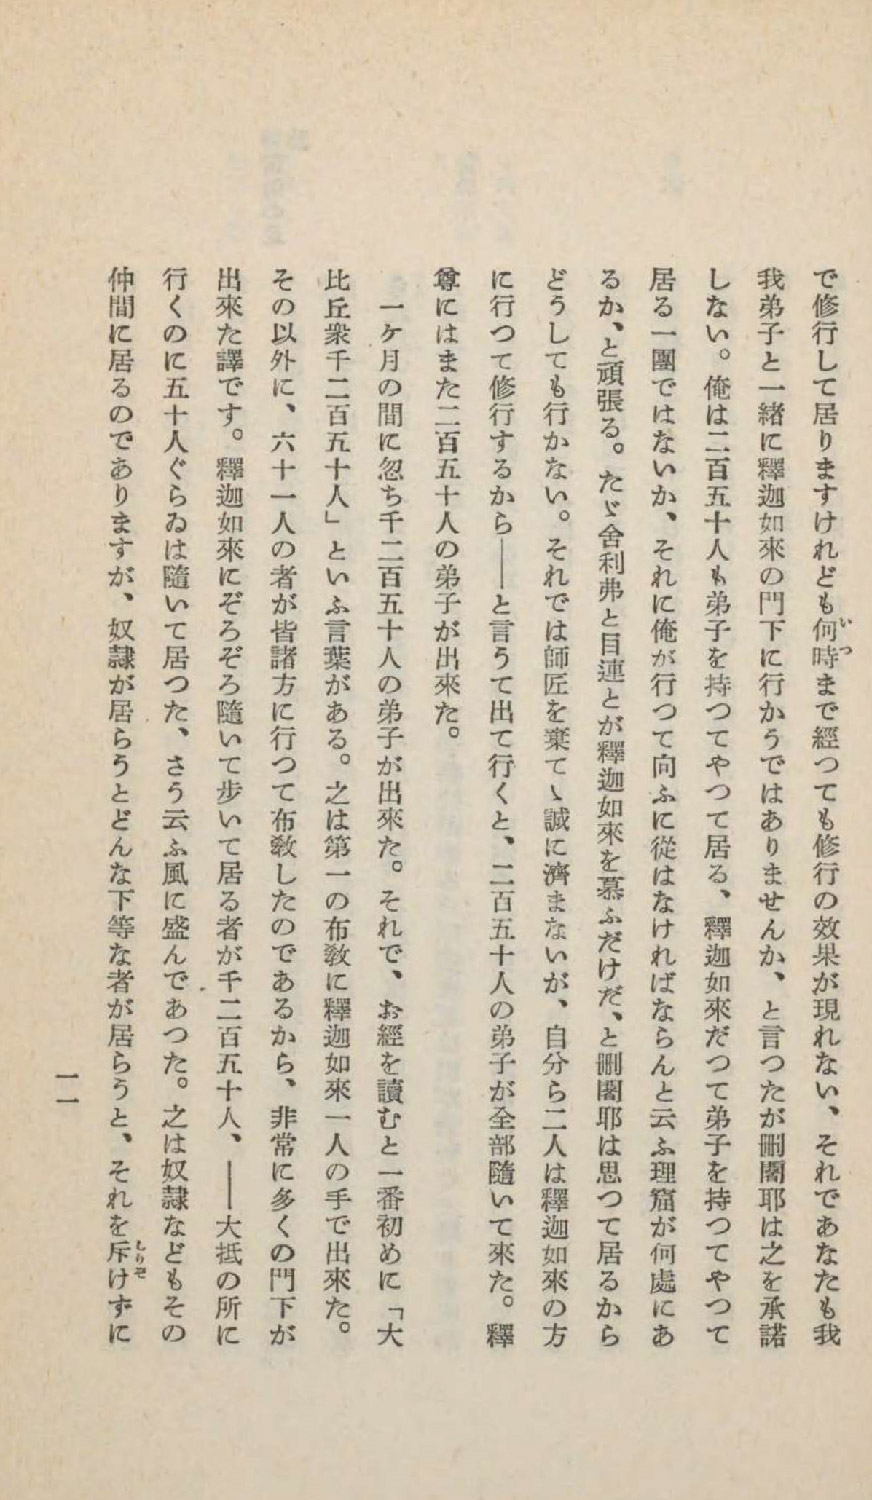 で修行して居りますけれども何時まで經つても修行の効果が現れない、それであなたも我
我弟子と一緒に釋迦如來の門下に行かうではありませんか、と言つたが刪闍耶は之を承諾
しない。俺は二百五十人も弟子を持つてやつて居る、釋迦如來だつて弟子を持つてやつて
居る一團ではないか、それに俺が行つて向ふに從はなければならんと云ふ理窟が何處にあ
るか、と頑張る。たゞ舍利弗と目連とが釋迦如來を慕ふだけだ、と刪闍耶は思つて居るから
どうしても行かない。それでは師匠を棄てゝ誠に濟まないが、自分ら二人は釋迦如來の方
に行つて修行するから――と言うて出て行くと、二百五十人の弟子が全部隨いて來た。釋
尊にはまた二百五十人の弟子が出來た。
一ケ月の間に忽ち千二百五十人の弟子が出來た。それで、お經を讀むと一番初めに「大
比丘衆千二百五十人」といふ言葉がある。之は第一の布敎に釋迦如來一人の手で出來た。
その以外に、六十一人の者が皆諸方に行つて布敎したのであるから、非常に多くの門下が
出來た譯です。釋迦如來にぞろぞろ隨いて步いて居る者が千二百五十人、――大抵の所に
行くのに五十人ぐらゐは隨いて居つた、さう云ふ風に盛んであつた。之は奴隷などもその
仲間に居るのでありますが、奴隷が居らうとどんな下等な者が居らうと、それを斥けずに
一一
いつ
しりぞ